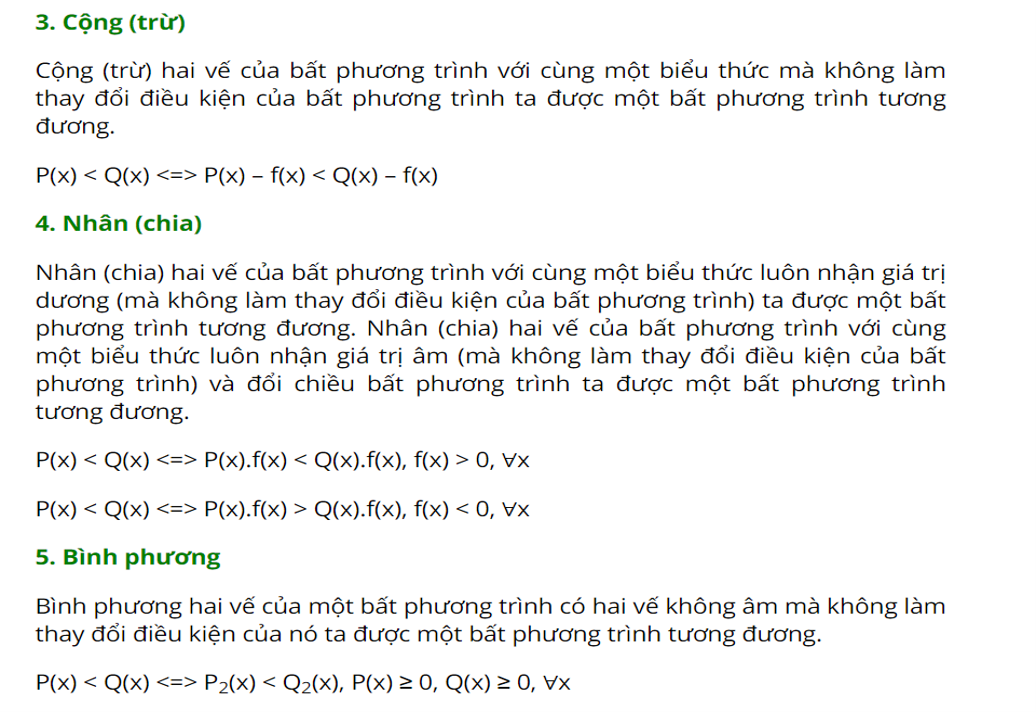 3. Cộng (trừ)
Cộng (trừ) hai vế của bất phương trình với cùng một biểu thức mà không làm
thay đổi điều kiện của bất phương trình ta được một bất phương trình tương
đương.
P(x) < Q(x) <=> P(x) – f(x) < Q(x) – f(x)
4. Nhân (chia)
Nhân (chia) hai vế của bất phương trình với cùng một biểu thức luôn nhận giá trị
dương (mà không làm thay đổi điều kiện của bất phương trình) ta được một bất
phương trình tương đương. Nhân (chia) hai vế của bất phương trình với cùng
một biểu thức luôn nhận giá trị âm (mà không làm thay đổi điều kiện của bất
phương trình) và đổi chiều bất phương trình ta được một bất phương trình
tương đương.
P(x) < Q(x) <=> P(x).f(x) < Q(x).f(x), f(x) > 0, ∀x
P(x) < Q(x) <=> P(x).f(x) > Q(x).f(x), f(x) < 0, ∀x
5. Bình phương
Bình phương hai vế của một bất phương trình có hai vế không âm mà không làm
thay đổi điều kiện của nó ta được một bất phương trình tương đương.
P(x) < Q(x) <=> P₂(x) < Q₂(x), P(x) ≥ 0, Q(x) ≥ 0, ∀x